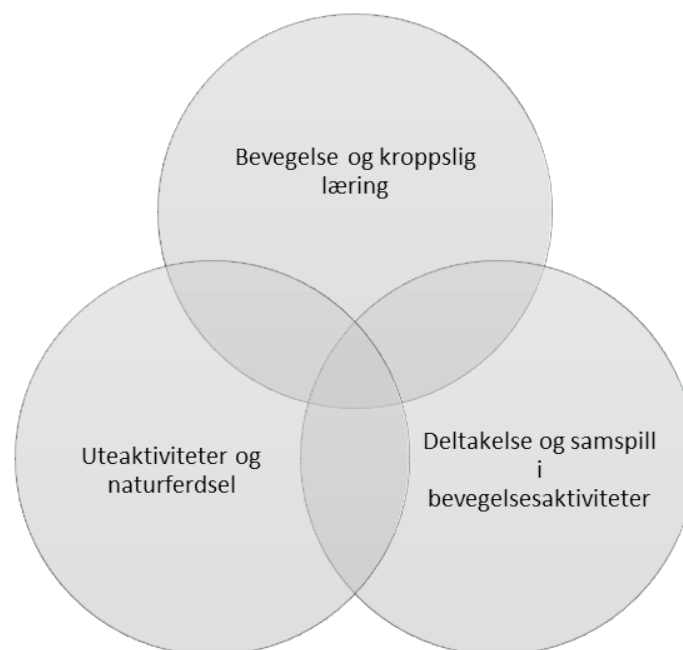 Bevegelse og kroppslig
læring
Uteaktiviteter og
naturferdsel
Deltakelse og samspill
i
bevegelsesaktiviteter